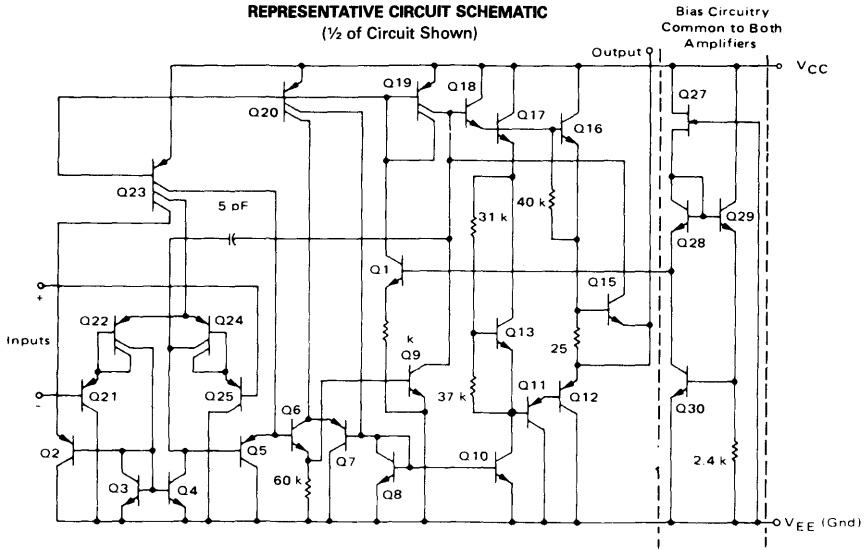 REPRESENTATIVE CIRCUIT SCHEMATIC
(½ of Circuit Shown)
Bias Circuitry
Common to Both
Amplifiers
Output
VCC
Q19
Q18
Q17
Q16
Q20
Q27
Q23
5 pF
31 k
40 k
Q29
Q28
+
Q1
Q15
Inputs
Q22
Q24
k
Q13
25
Q9
37 k
Q21
Q25
-
Q11
Q12
Q30
Q6
Q2
Q5
Q7
Q10
60 k
2.4 k
Q3
Q4
Q8
VEE (Gnd)